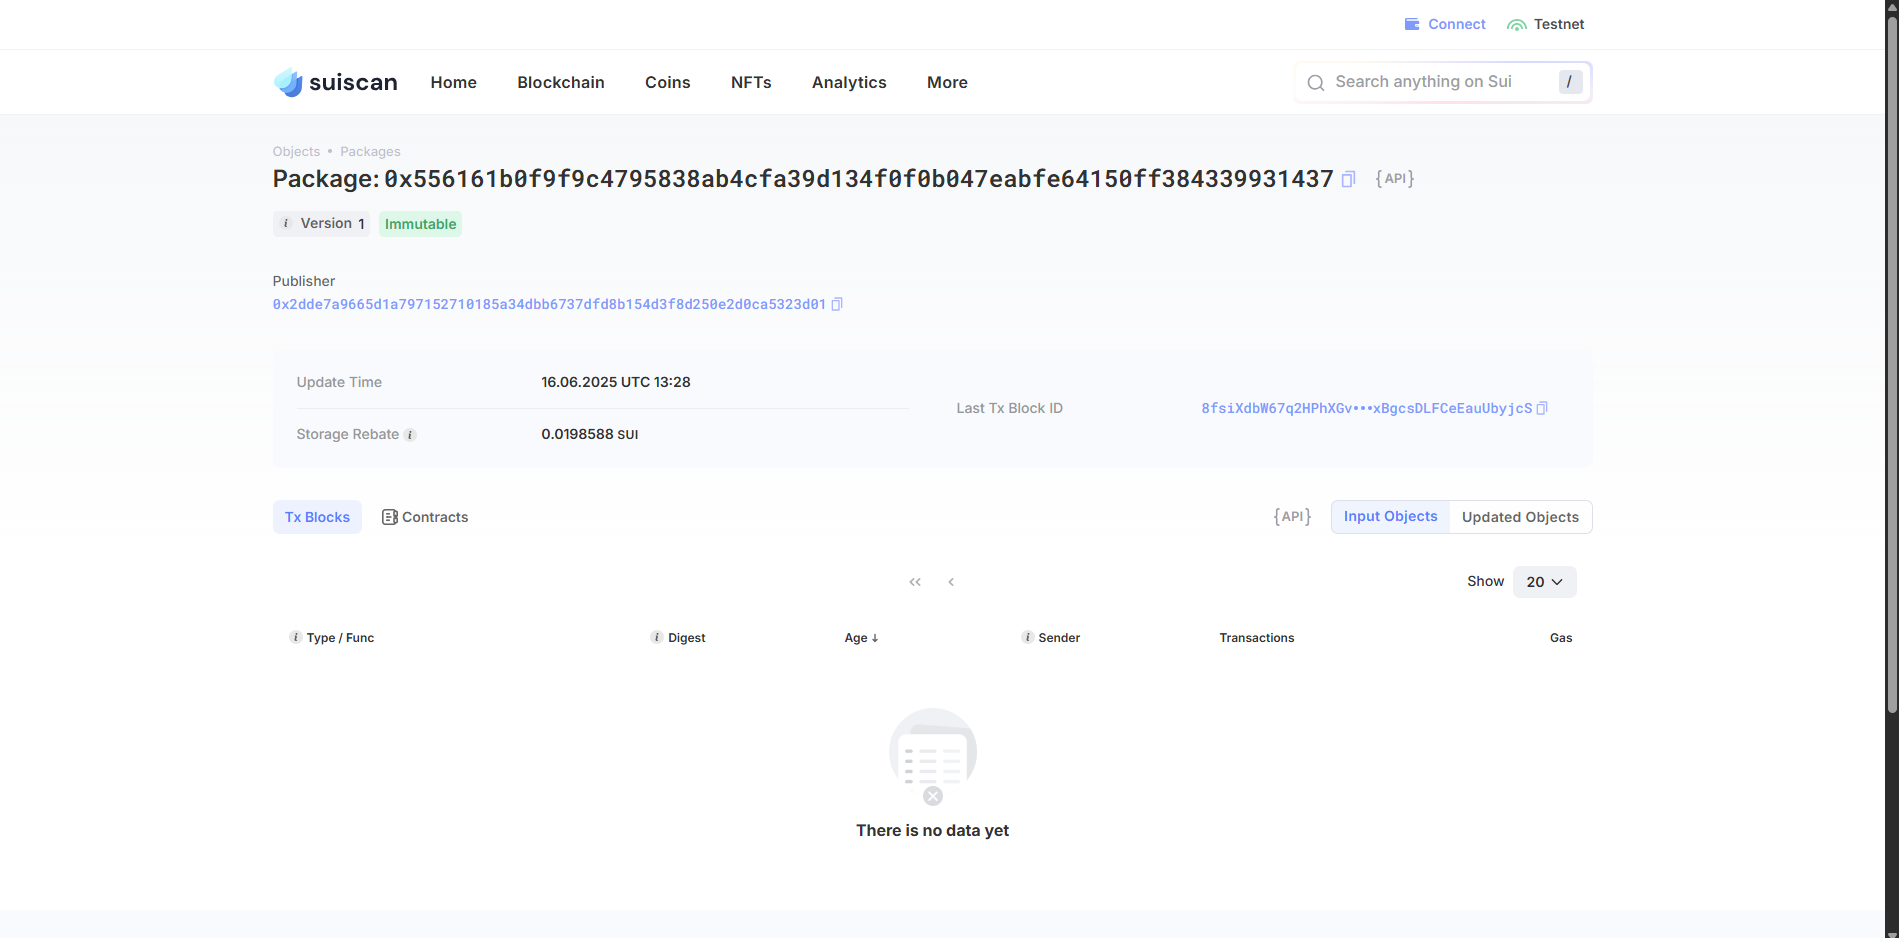 Connect Testnet
suiscan Home Blockchain Coins NFTs Analytics More Search anything on Sui /
Objects • Packages
Package: 0x556161b0f9f9c4795838ab4cfa39d134f0f0b047eabfe64150ff384339931437 {API}
i Version 1 Immutable
Publisher
0x2dde7a9665d1a797152710185a34dbb6737dfd8b154d3f8d250e2d0ca5323d01
Update Time 16.06.2025 UTC 13:28
Last Tx Block ID 8fsiXdbW67q2HPhXGv•••xBgcsDLFCeEauUbyjcS
Storage Rebate i 0.0198588 SUI
Tx Blocks Contracts {API} Input Objects Updated Objects
<< < Show 20
i Type / Func i Digest Age ↓ i Sender Transactions Gas
There is no data yet